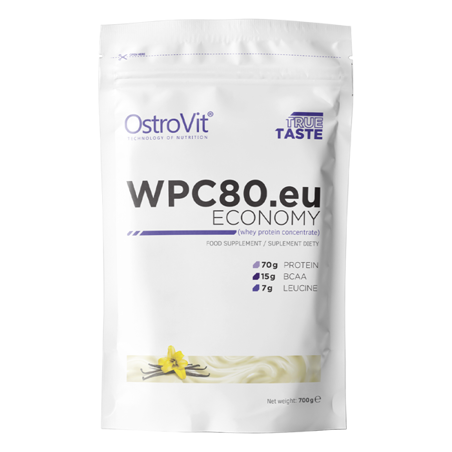 OstroVit®
TECHNOLOGY OF NUTRITION
TRUE
TASTE
WPC80.eu
ECONOMY
(whey protein concentrate)
FOOD SUPPLEMENT / SUPLEMENT DIETY
70g PROTEIN
15g BCAA
7g LEUCINE
Net weight: 700g ℮